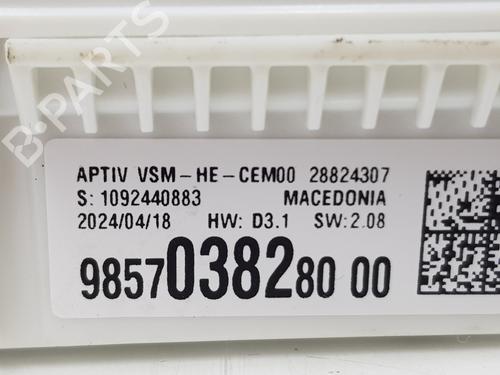 B-PARTS
APTIV VSM-HE-CEM00 28824307
S: 1092440883 MACEDONIA
2024/04/18 HW: D3.1 SW:2.08
9857038280 00